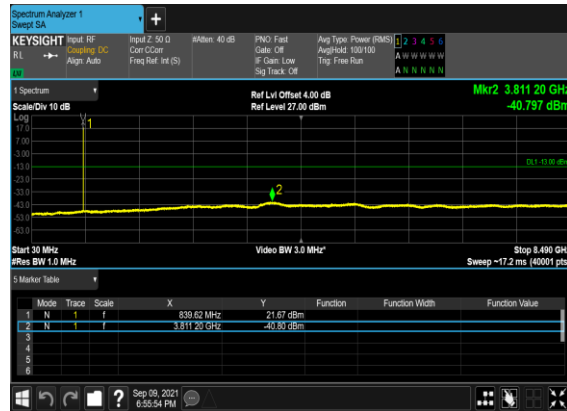 Spectrum Analyzer 1
Swept SA
KEYSIGHT Input: RF Input Z: 50 Ω #Atten: 40 dB PNO: Fast Avg Type: Power (RMS) 1 2 3 4 5 6
RL Coupling: DC Corr CCorr Gate: Off Avg|Hold: 100/100 A W W W W W
Align: Auto Freq Ref: Int (S) IF Gain: Low Trig: Free Run
Sig Track: Off A N N N N N
1 Spectrum Ref Lvl Offset 4.00 dB Mkr2 3.811 20 GHz
Scale/Div 10 dB Ref Level 27.00 dBm -40.797 dBm
Log
17.0
7.00
-3.00
-13.0
-23.0
-33.0
-43.0
-53.0
-63.0
1
DL1 -13.00 dBm
2
Start 30 MHz Video BW 3.0 MHz* Stop 8.490 GHz
#Res BW 1.0 MHz Sweep ~17.2 ms (40001 pts)
5 Marker Table
Mode Trace Scale X Y Function Function Width Function Value
1 N 1 f 839.62 MHz 21.67 dBm
2 N 1 f 3.811 20 GHz -40.80 dBm
3
4
5
6
Sep 09, 2021
6:55:54 PM